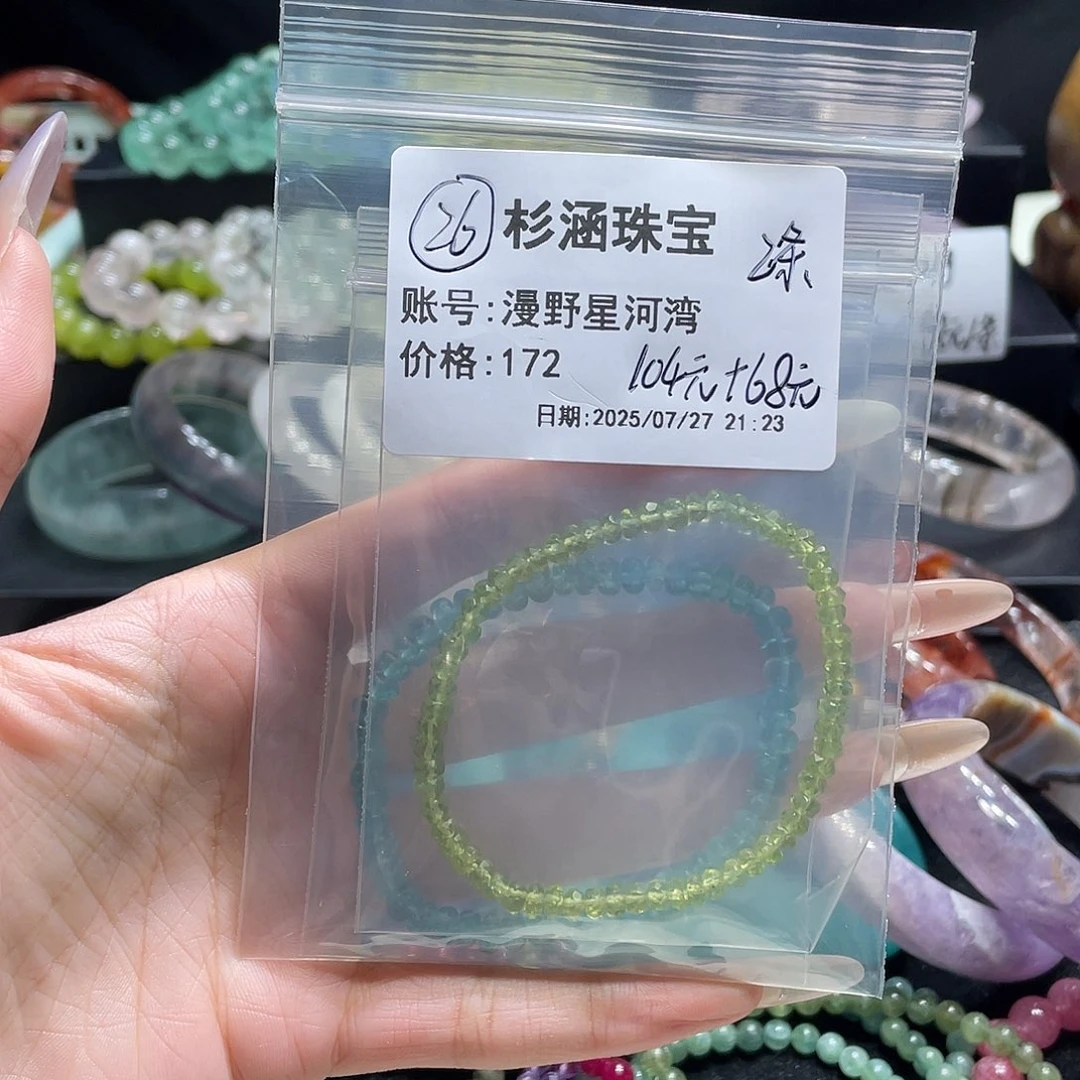 26 杉涵珠宝
账号:漫野星河湾
价格:172 104元+68元
日期:2025/07/27 21:23